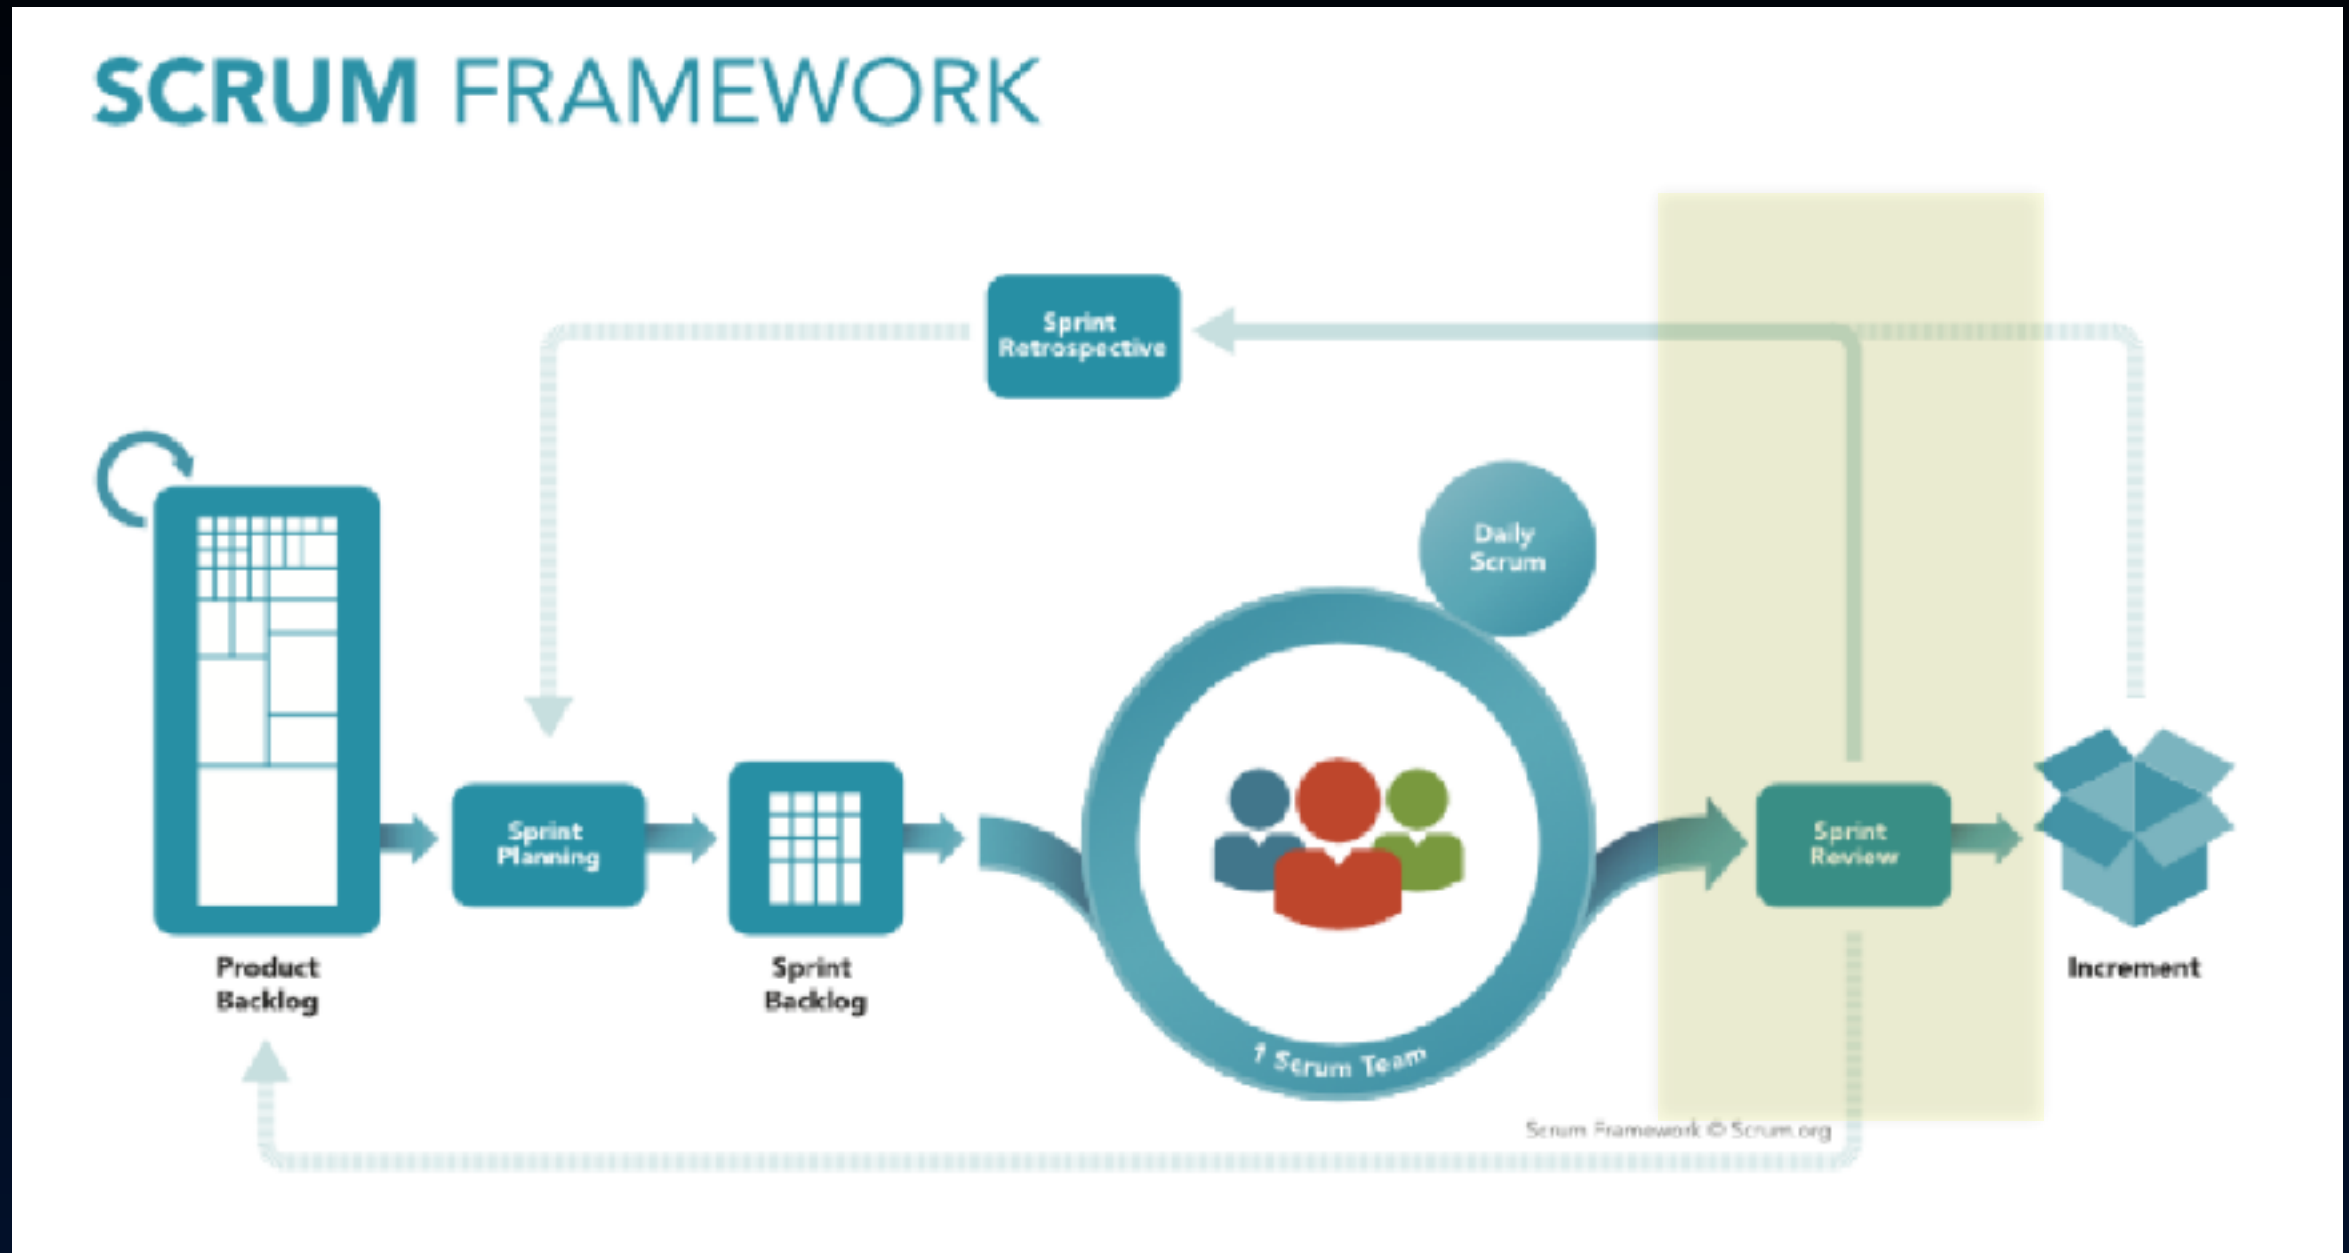 SCRUM FRAMEWORK
Sprint
Retrospective
Daily
Scrum
Sprint
Planning
Sprint
Review
Product
Backlog
Sprint
Backlog
Increment
1 Scrum Team
Scrum Framework © Scrum.org